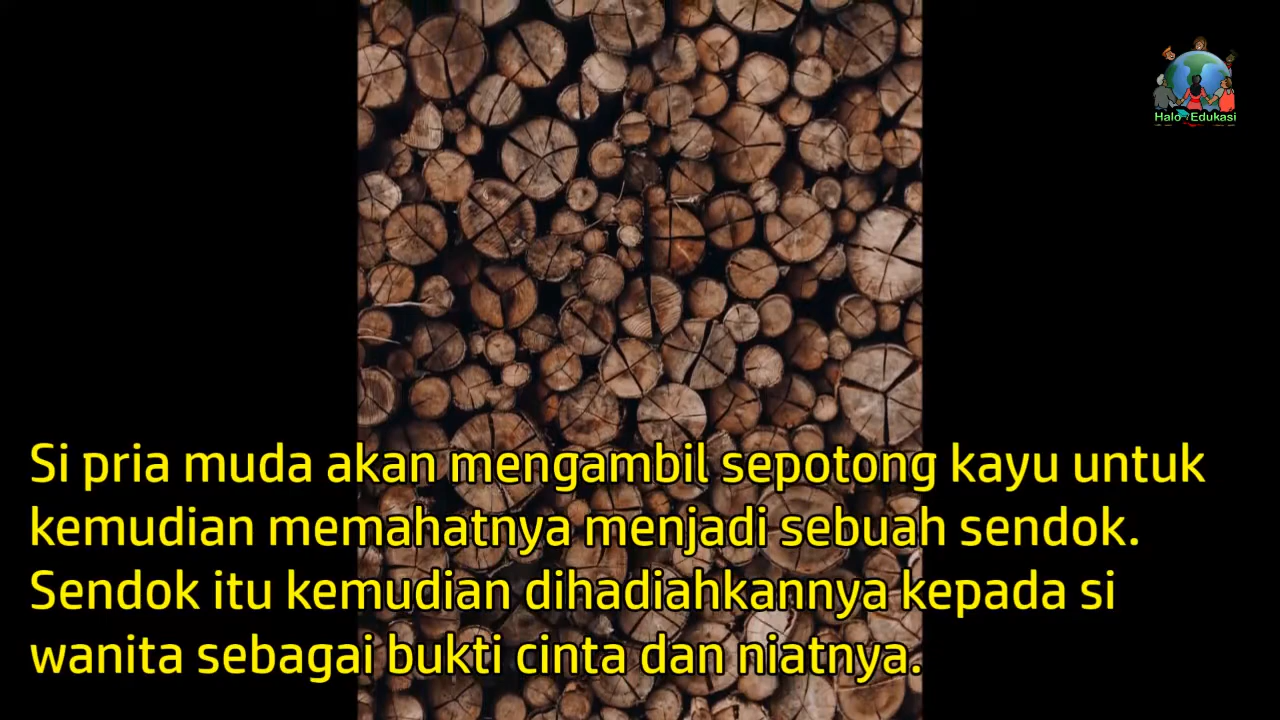 Halo Edukasi
Si pria muda akan mengambil sepotong kayu untuk
kemudian memahatnya menjadi sebuah sendok.
Sendok itu kemudian dihadiahkannya kepada si
wanita sebagai bukti cinta dan niatnya.